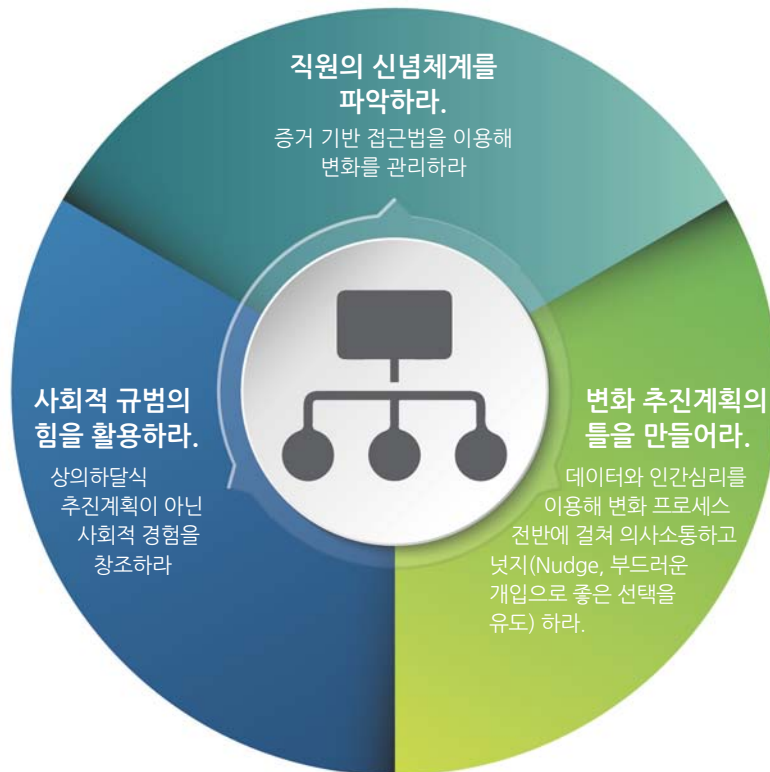 직원의 신념체계를
파악하라.
증거 기반 접근법을 이용해
변화를 관리하라
사회적 규범의
힘을 활용하라.
상의하달식
추진계획이 아닌
사회적 경험을
창조하라
변화 추진계획의
틀을 만들어라.
데이터와 인간심리를
이용해 변화 프로세스
전반에 걸쳐 의사소통하고
넛지(Nudge, 부드러운
개입으로 좋은 선택을
유도) 하라.